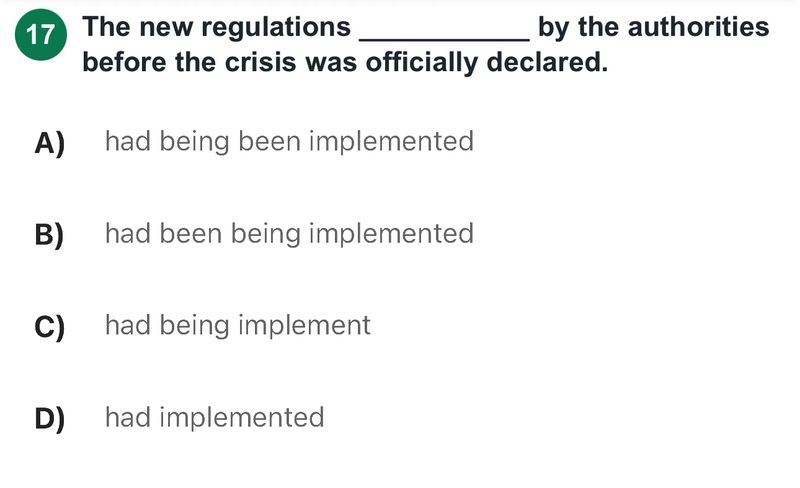 17 The new regulations ____________ by the authorities
before the crisis was officially declared.
A) had being been implemented
B) had been being implemented
C) had being implement
D) had implemented